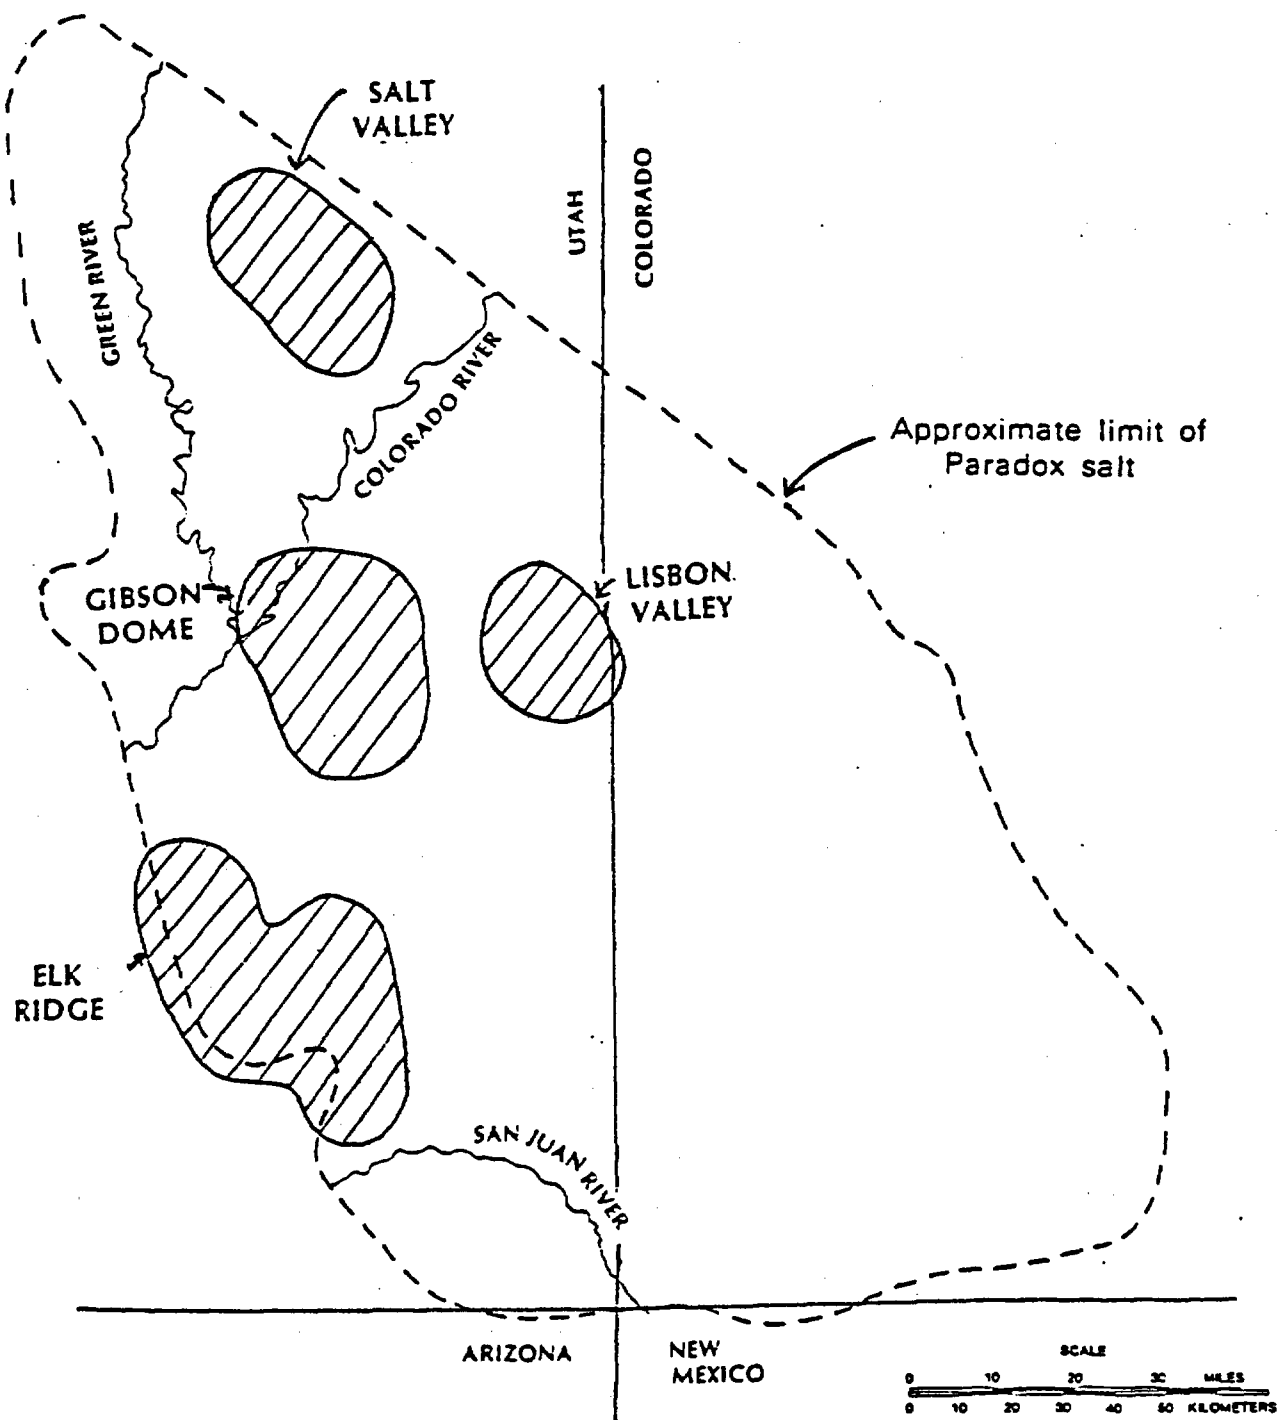 SALT
VALLEY
UTAH
COLORADO
GREEN RIVER
COLORADO RIVER
Approximate limit of
Paradox salt
GIBSON
DOME
LISBON
VALLEY
ELK
RIDGE
SAN JUAN RIVER
ARIZONA
NEW
MEXICO
SCALE
0 10 20 30 MILES
0 10 20 30 40 50 KILOMETERS